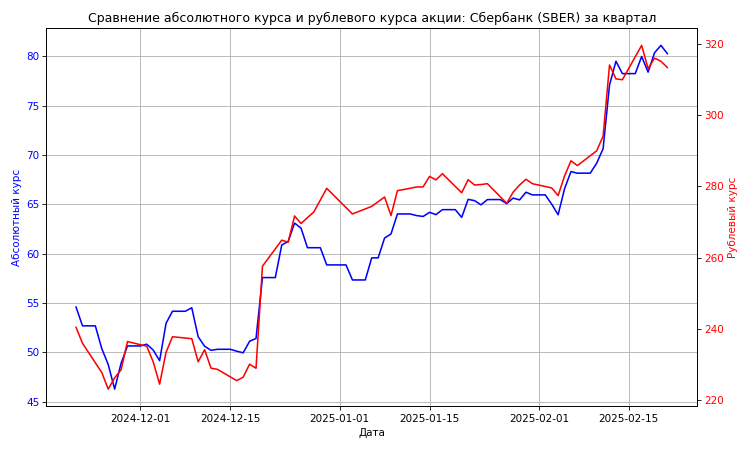 Сравнение абсолютного курса и рублевого курса акции: Сбербанк (SBER) за квартал
Абсолютный курс
80
75
70
65
60
55
50
45
320
300
280
260
240
220
Рублевый курс
2024-12-01 2024-12-15 2025-01-01 2025-01-15 2025-02-01 2025-02-15
Дата